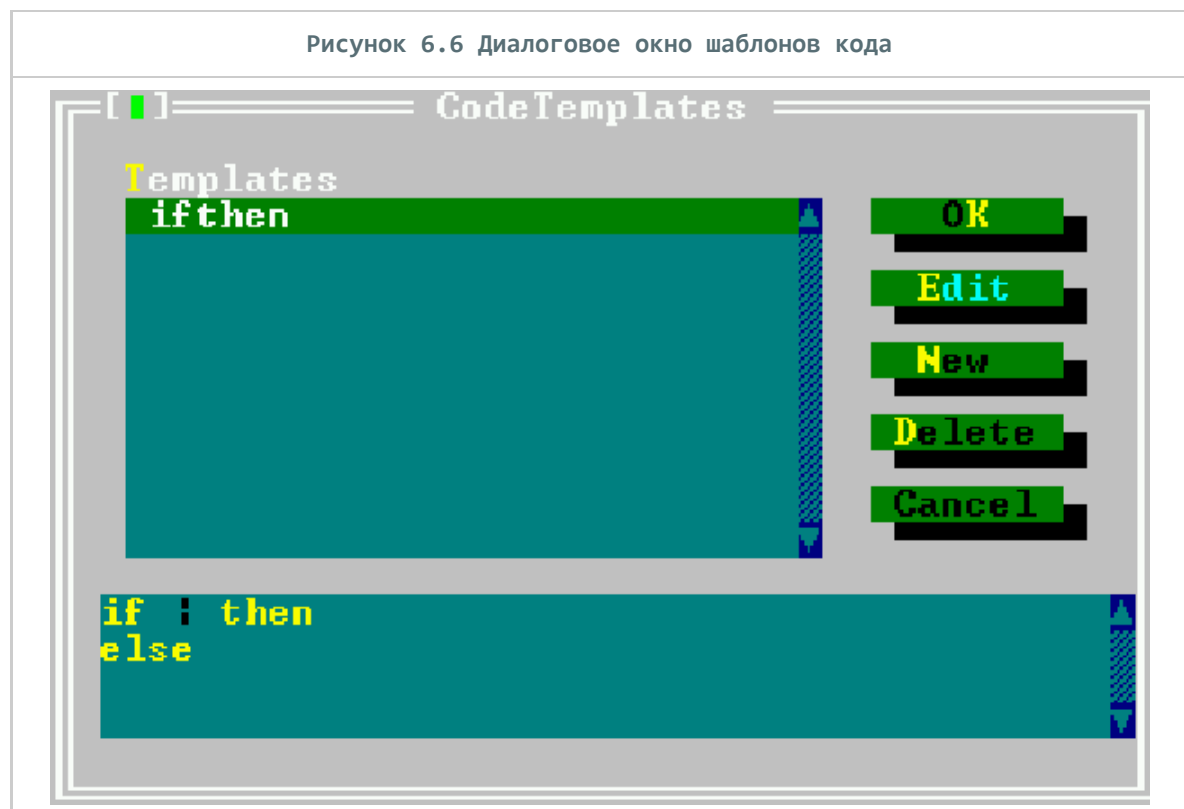 Рисунок 6.6 Диалоговое окно шаблонов кода
[▮] CodeTemplates
Templates
ifthen
OK
Edit
New
Delete
Cancel
if ¦ then
else